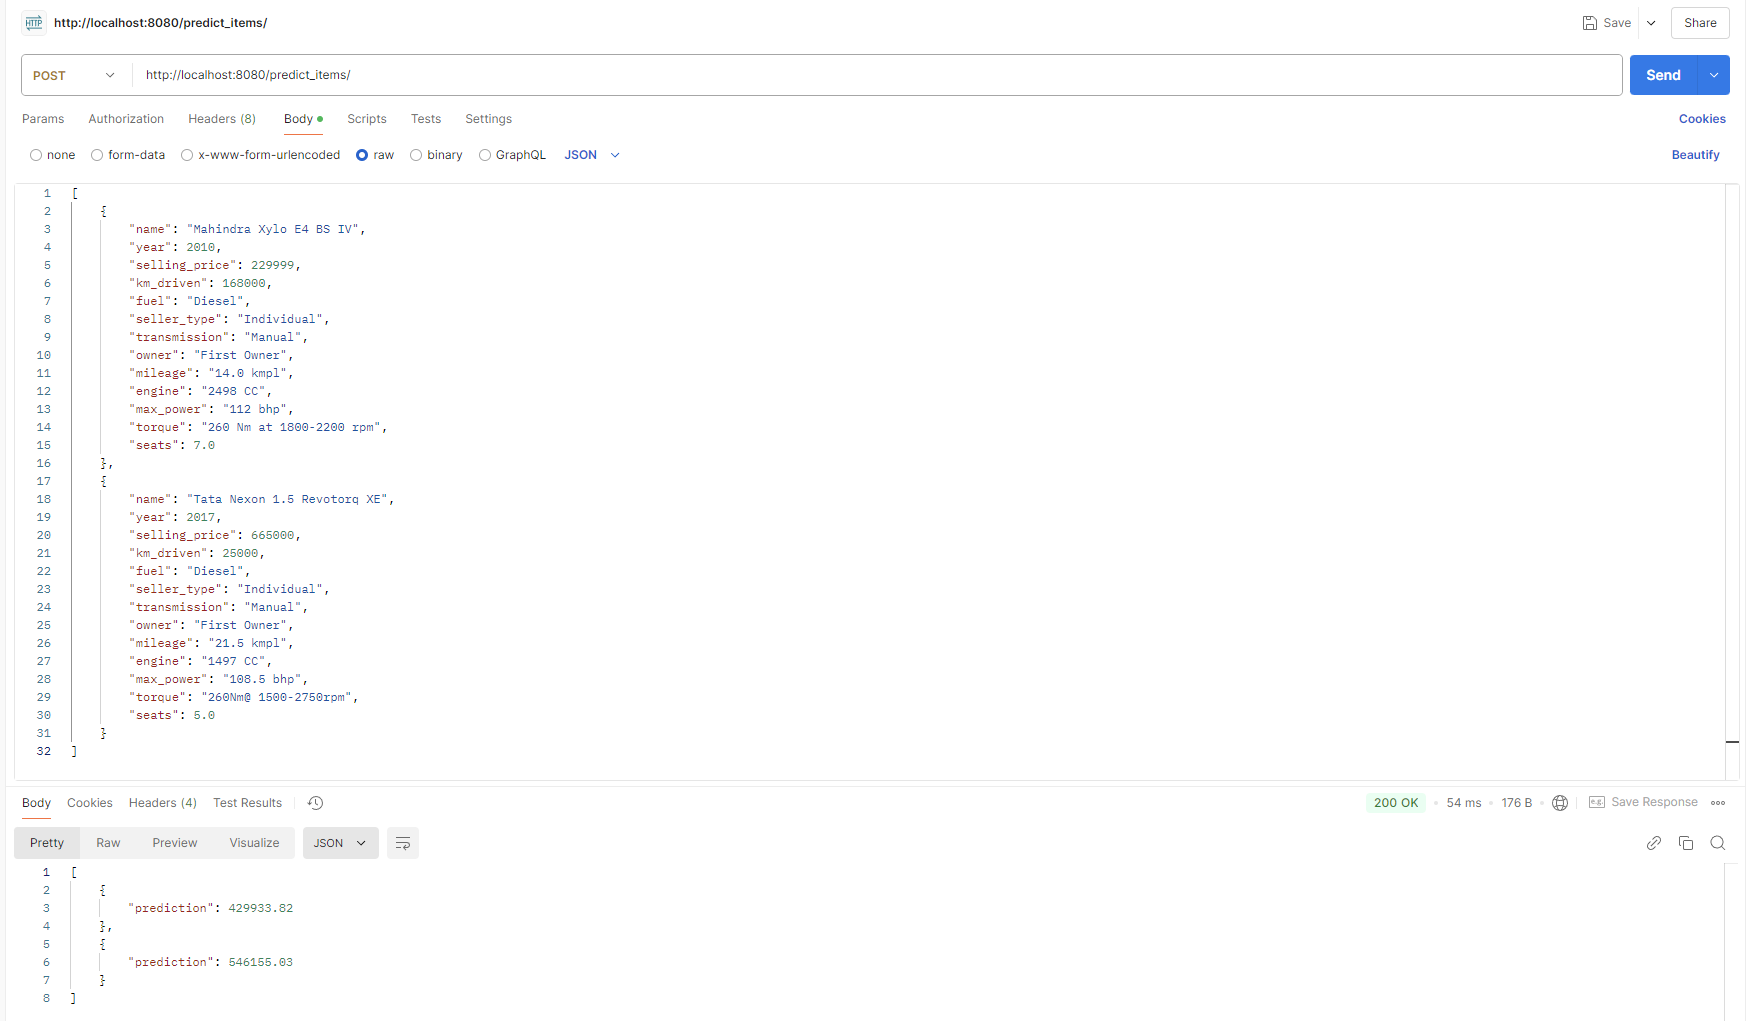 HTTP http://localhost:8080/predict_items/ Save Share
POST http://localhost:8080/predict_items/ Send
Params Authorization Headers (8) Body Scripts Tests Settings Cookies
none form-data x-www-form-urlencoded raw binary GraphQL JSON Beautify
1 [
2 {
3 "name": "Mahindra Xylo E4 BS IV",
4 "year": 2010,
5 "selling_price": 229999,
6 "km_driven": 168000,
7 "fuel": "Diesel",
8 "seller_type": "Individual",
9 "transmission": "Manual",
10 "owner": "First Owner",
11 "mileage": "14.0 kmpl",
12 "engine": "2498 CC",
13 "max_power": "112 bhp",
14 "torque": "260 Nm at 1800-2200 rpm",
15 "seats": 7.0
16 },
17 {
18 "name": "Tata Nexon 1.5 Revotorq XE",
19 "year": 2017,
20 "selling_price": 665000,
21 "km_driven": 25000,
22 "fuel": "Diesel",
23 "seller_type": "Individual",
24 "transmission": "Manual",
25 "owner": "First Owner",
26 "mileage": "21.5 kmpl",
27 "engine": "1497 CC",
28 "max_power": "108.5 bhp",
29 "torque": "260Nm@ 1500-2750rpm",
30 "seats": 5.0
31 }
32 ]
Body Cookies Headers (4) Test Results 200 OK • 54 ms • 176 B • e.g. Save Response
Pretty Raw Preview Visualize JSON
1 [
2 {
3 "prediction": 429933.82
4 },
5 {
6 "prediction": 546155.03
7 }
8 ]